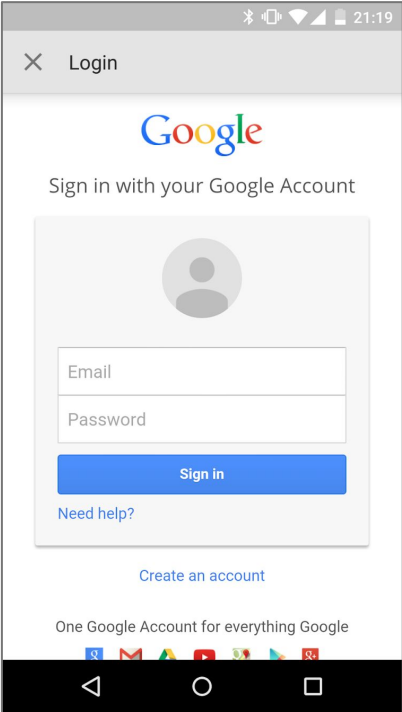 21:19
Login
Google
Sign in with your Google Account
Email
Password
Sign in
Need help?
Create an account
One Google Account for everything Google